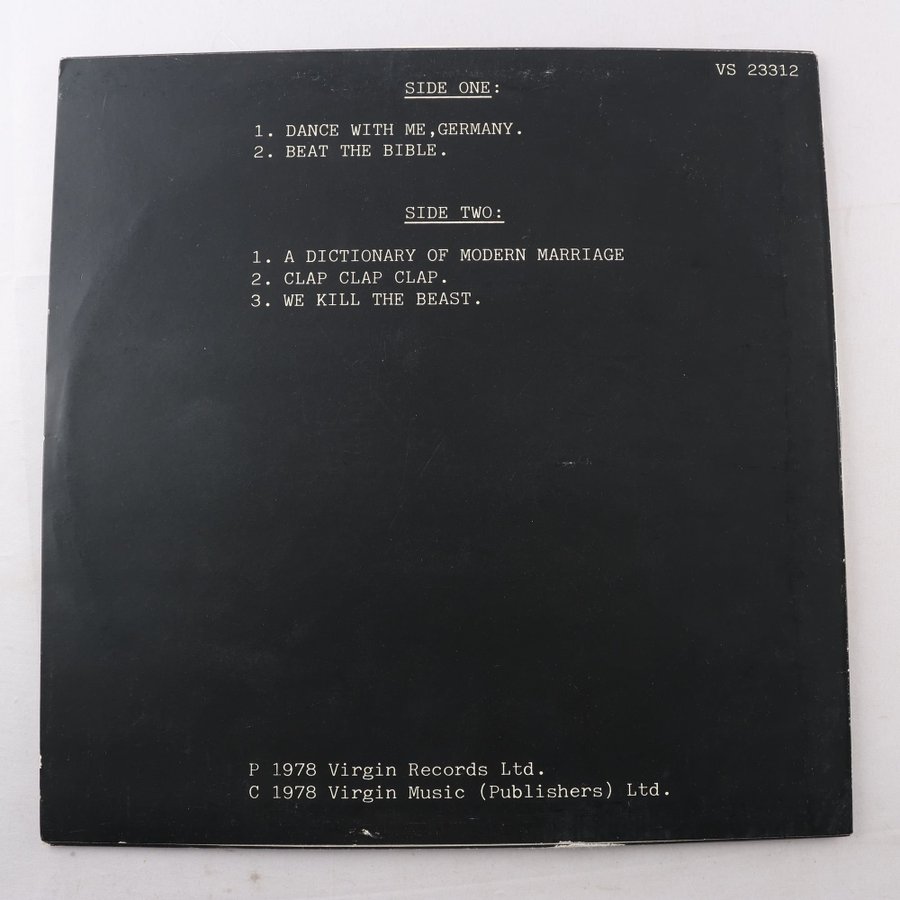 VS 23312
SIDE ONE:
1. DANCE WITH ME,GERMANY.
2. BEAT THE BIBLE.
SIDE TWO:
1. A DICTIONARY OF MODERN MARRIAGE
2. CLAP CLAP CLAP.
3. WE KILL THE BEAST.
P 1978 Virgin Records Ltd.
C 1978 Virgin Music (Publishers) Ltd.